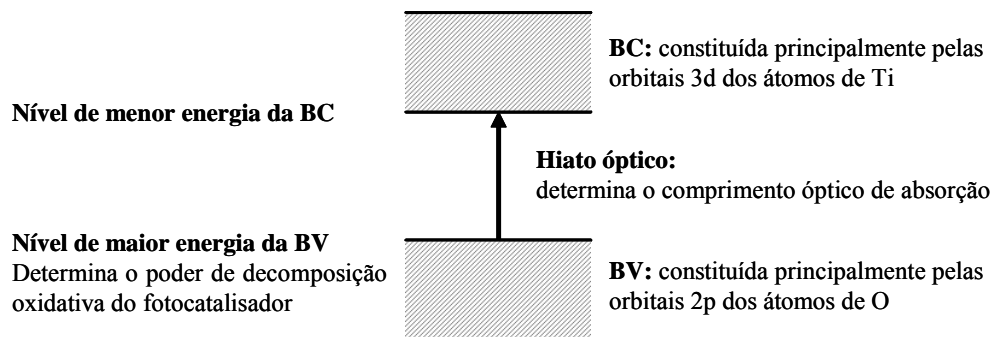 BC: constituída principalmente pelas
orbitais 3d dos átomos de Ti
Nível de menor energia da BC
Hiato óptico:
determina o comprimento óptico de absorção
Nível de maior energia da BV
Determina o poder de decomposição
oxidativa do fotocatalisador
BV: constituída principalmente pelas
orbitais 2p dos átomos de O